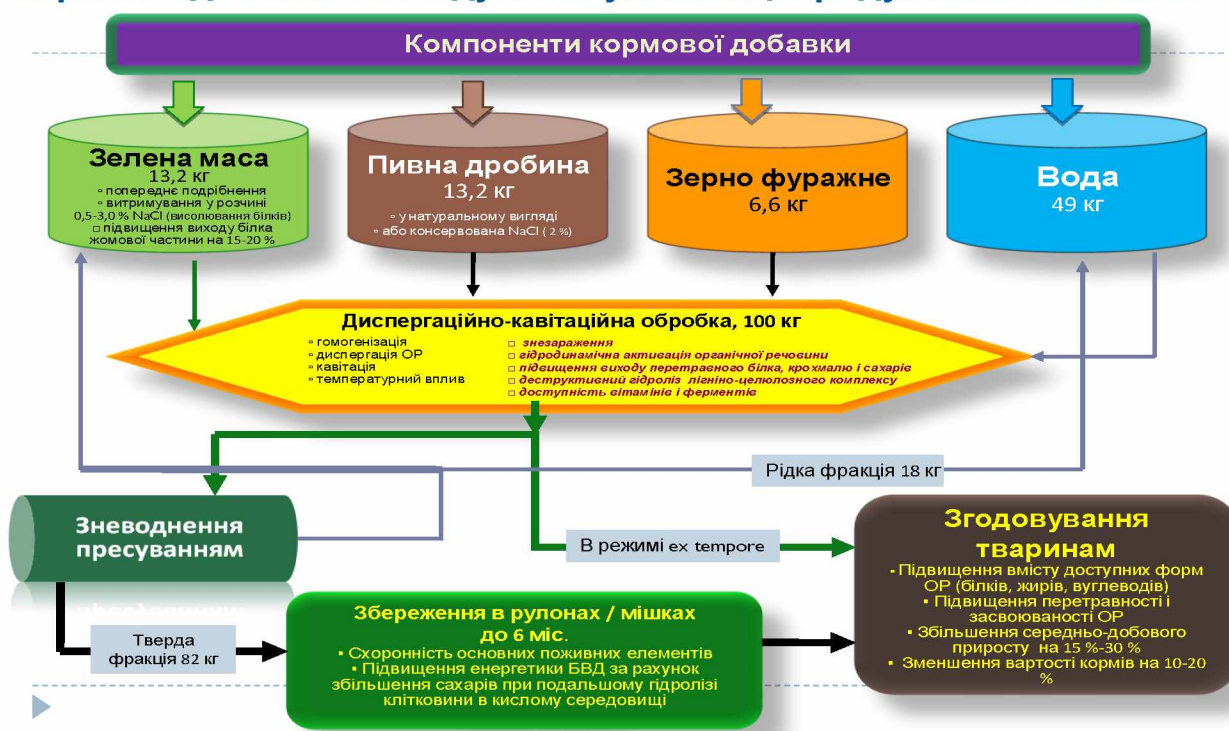 Компоненти кормової добавки
Зелена маса
13,2 кг
▫ попереднє подрібнення
▫ витримування у розчині
0,5-3,0 % NaCl (висолювання білків)
□ підвищення виходу білка
жомової частини на 15-20 %
Пивна дробина
13,2 кг
▫ у натуральному вигляді
▫ або консервована NaCl ( 2 %)
Зерно фуражне
6,6 кг
Вода
49 кг
Диспергаційно-кавітаційна обробка, 100 кг
▫ гомогенізація
▫ диспергація ОР
▫ кавітація
▫ температурний вплив
□ знезараження
□ гідродинамічна активація органічної речовини
□ підвищення виходу перетравного білка, крохмалю і сахарів
□ деструктивний гідроліз лігніно-целюлозного комплексу
□ доступність вітамінів і ферментів
Рідка фракція 18 кг
Зневоднення
пресуванням
В режимі ex tempore
Згодовування
тваринам
▪ Підвищення вмісту доступних форм
ОР (білків, жирів, вуглеводів)
▪ Підвищення перетравності і
засвоюваності ОР
▪ Збільшення середньо-добового
приросту на 15 %-30 %
▪ Зменшення вартості кормів на 10-20
%
Тверда
фракція 82 кг
Збереження в рулонах / мішках
до 6 міс.
▪ Схоронність основних поживних елементів
▪ Підвищення енергетики БВД за рахунок
збільшення сахарів при подальшому гідролізі
клітковини в кислому середовищі